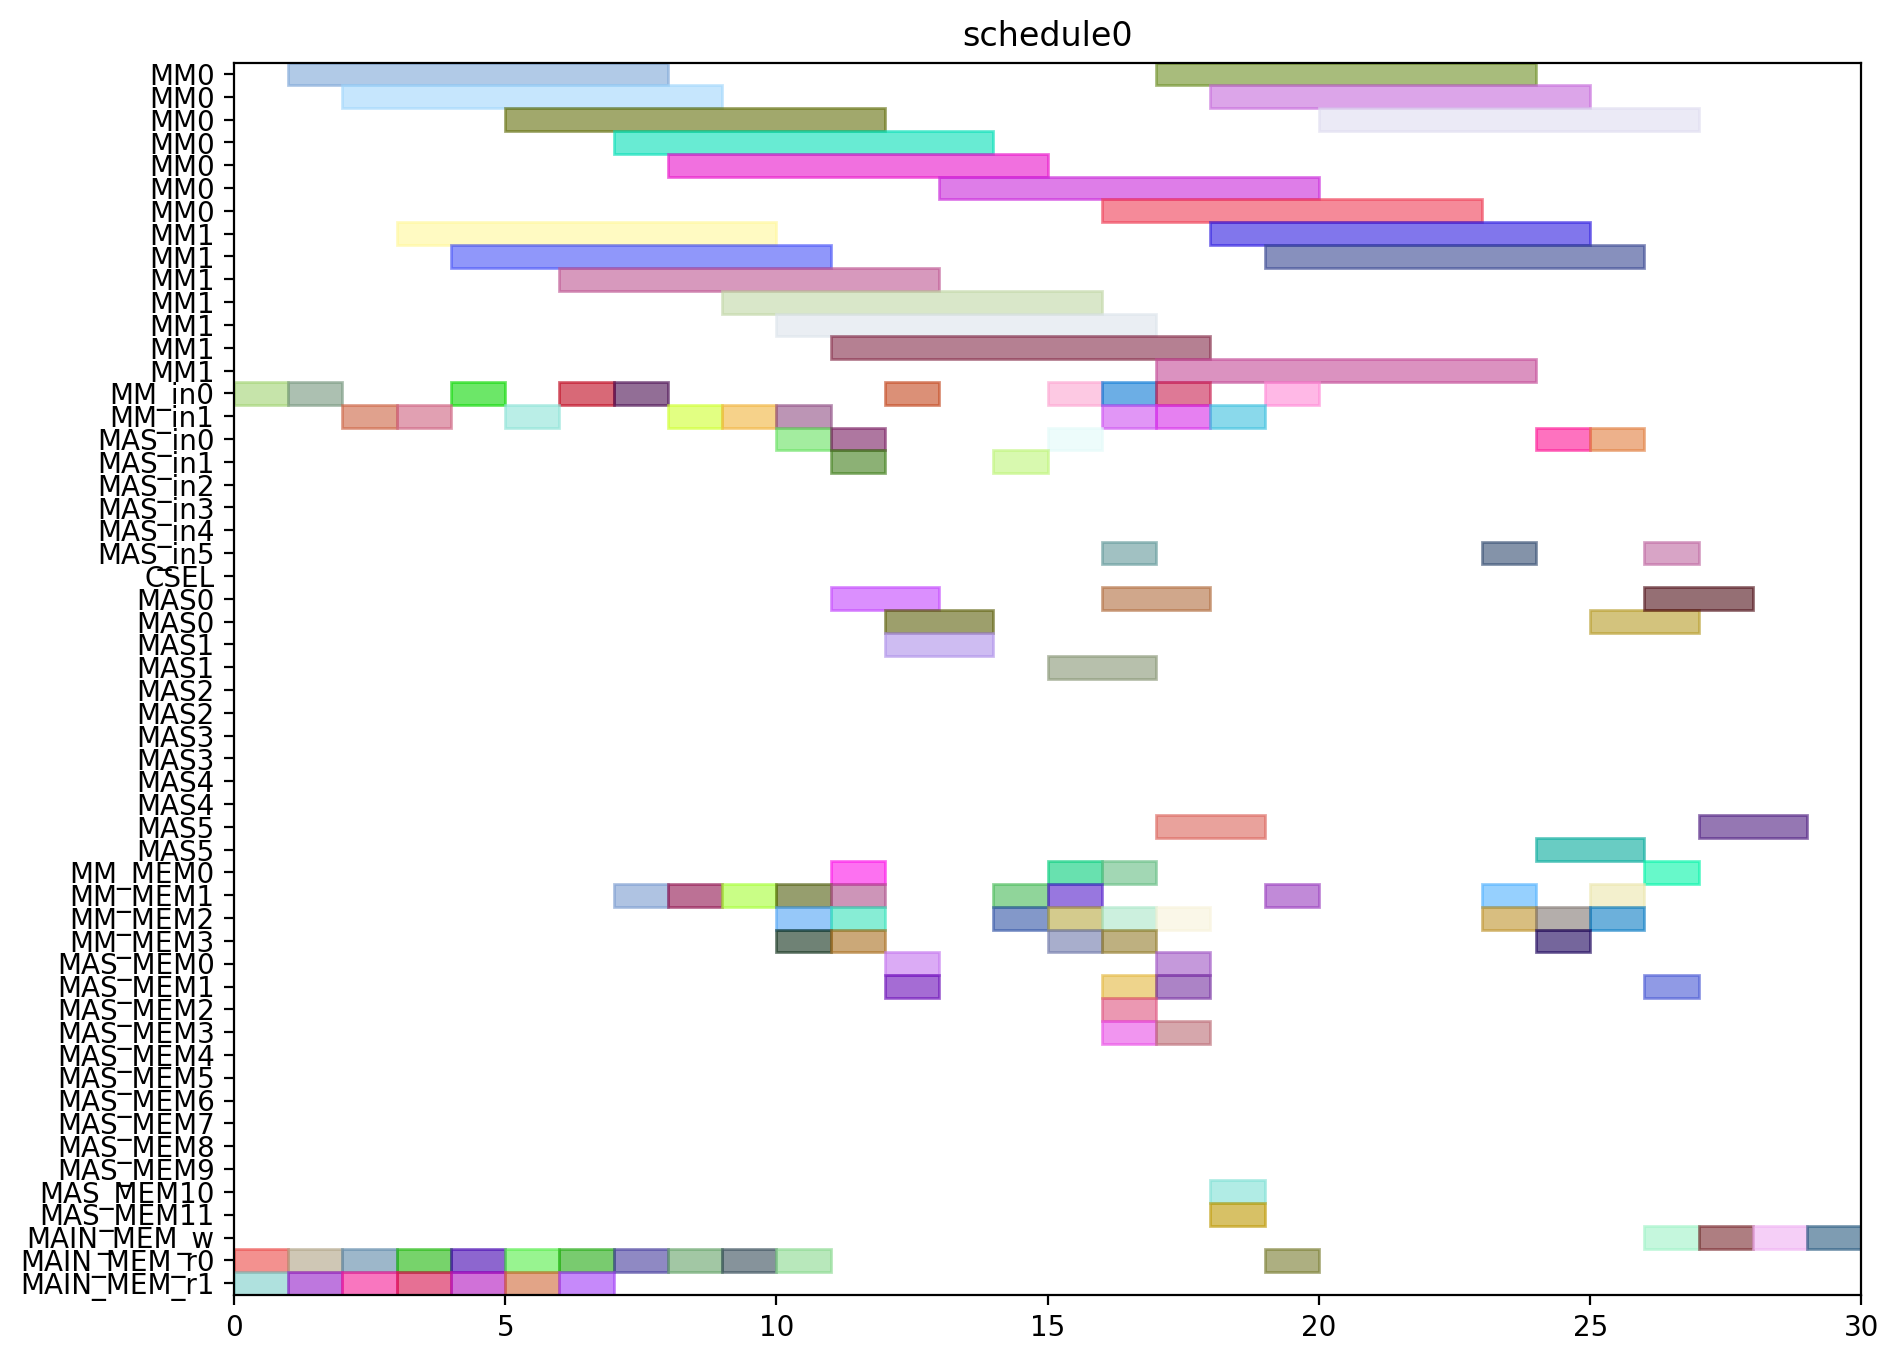 schedule0
MM0
MM0
MM0
MM0
MM0
MM0
MM0
MM1
MM1
MM1
MM1
MM1
MM1
MM1
MM_in0
MM_in1
MAS_in0
MAS_in1
MAS_in2
MAS_in3
MAS_in4
MAS_in5
CSEL
MAS0
MAS0
MAS1
MAS1
MAS2
MAS2
MAS3
MAS3
MAS4
MAS4
MAS5
MAS5
MM_MEM0
MM_MEM1
MM_MEM2
MM_MEM3
MAS_MEM0
MAS_MEM1
MAS_MEM2
MAS_MEM3
MAS_MEM4
MAS_MEM5
MAS_MEM6
MAS_MEM7
MAS_MEM8
MAS_MEM9
MAS_MEM10
MAS_MEM11
MAIN_MEM_w
MAIN_MEM_r0
MAIN_MEM_r1
0 5 10 15 20 25 30